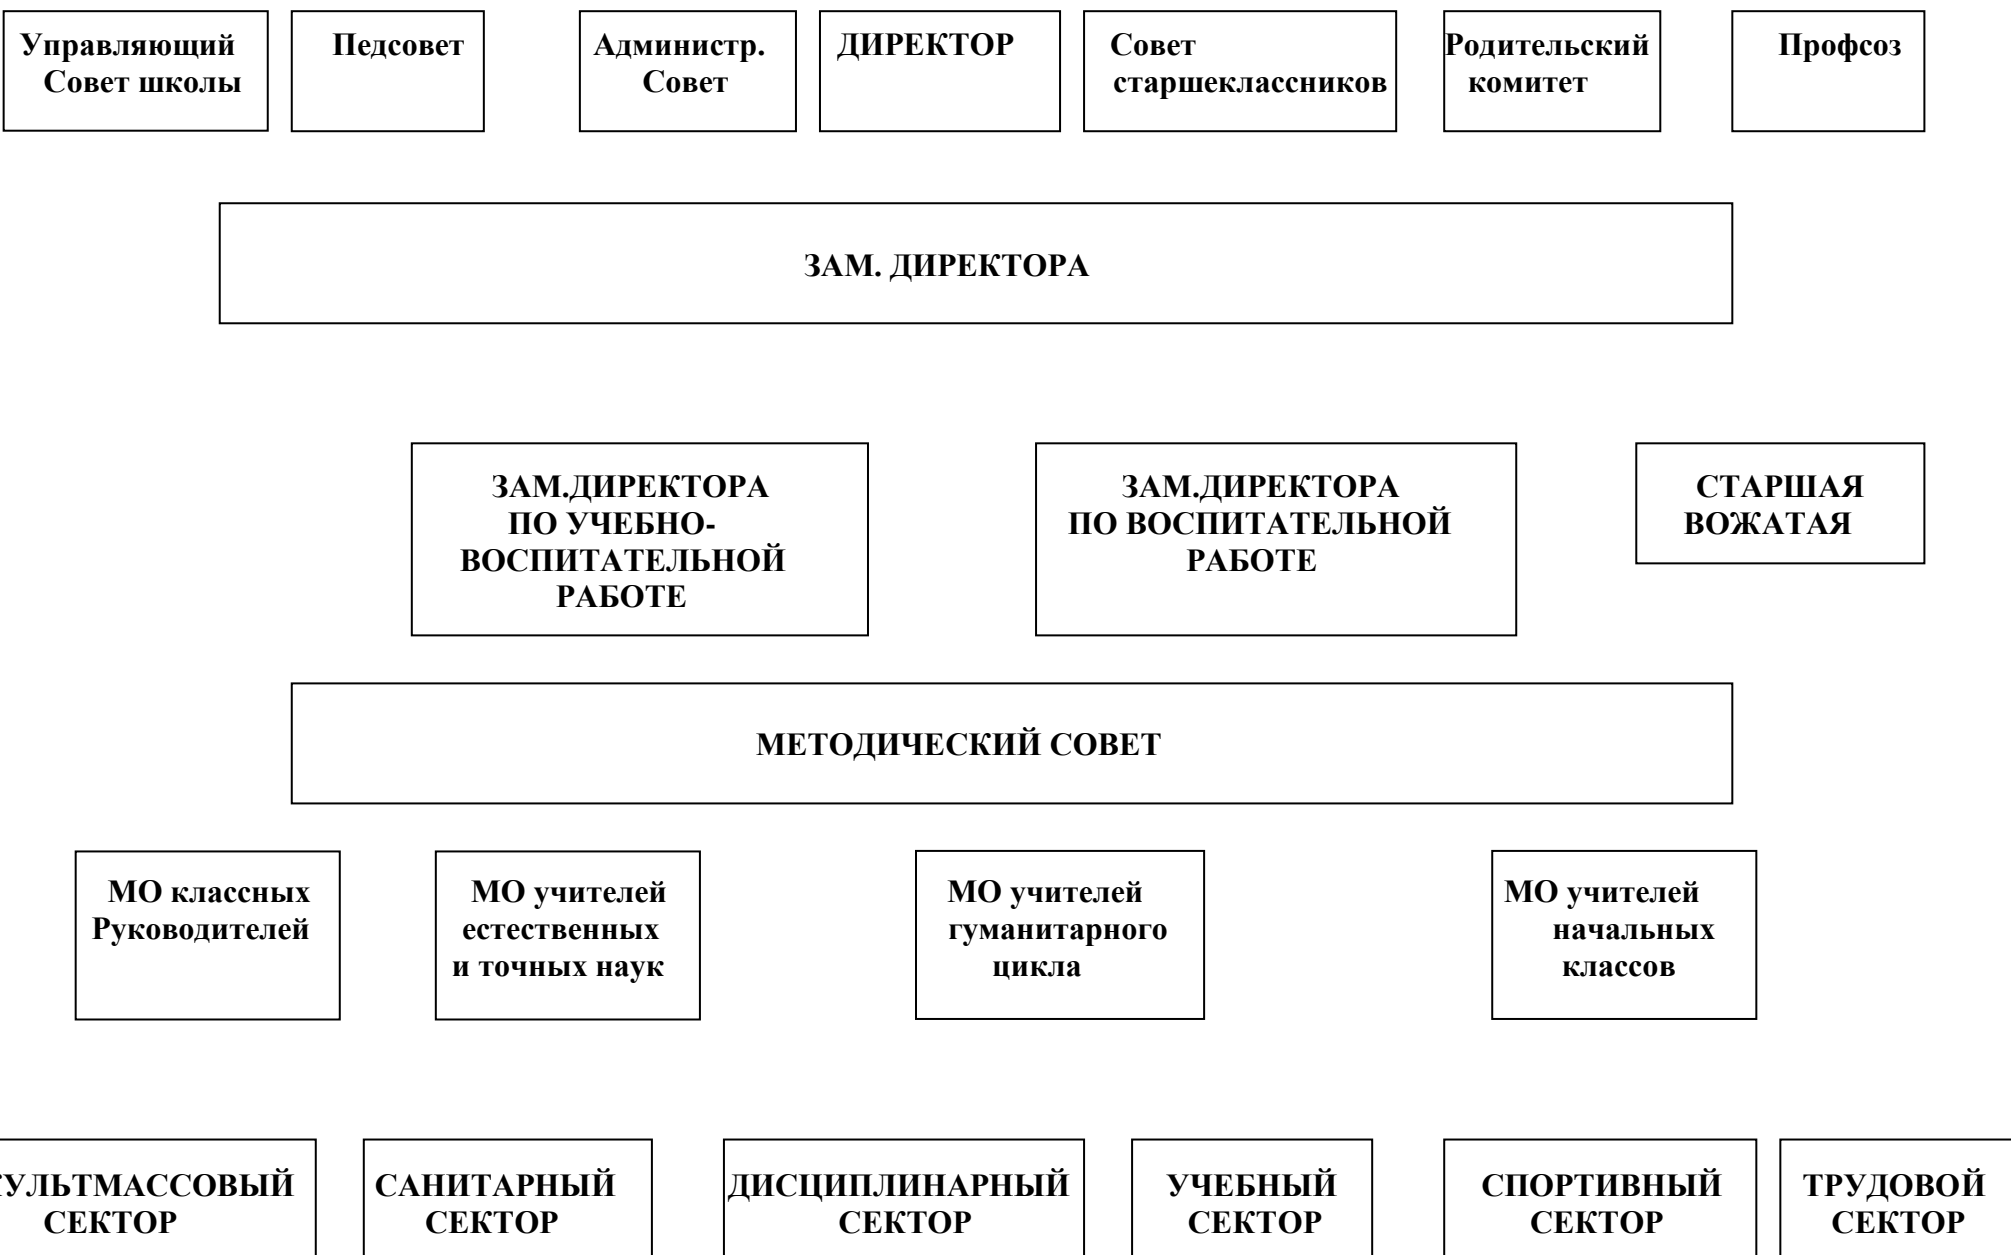 Управляющий
Совет школы
Педсовет
Администр.
Совет
ДИРЕКТОР
Совет
старшеклассников
Родительский
комитет
Профсоз
ЗАМ. ДИРЕКТОРА
ЗАМ.ДИРЕКТОРА
ПО УЧЕБНО-
ВОСПИТАТЕЛЬНОЙ
РАБОТЕ
ЗАМ.ДИРЕКТОРА
ПО ВОСПИТАТЕЛЬНОЙ
РАБОТЕ
СТАРШАЯ
ВОЖАТАЯ
МЕТОДИЧЕСКИЙ СОВЕТ
МО классных
Руководителей
МО учителей
естественных
и точных наук
МО учителей
гуманитарного
цикла
МО учителей
начальных
классов
КУЛЬТМАССОВЫЙ
СЕКТОР
САНИТАРНЫЙ
СЕКТОР
ДИСЦИПЛИНАРНЫЙ
СЕКТОР
УЧЕБНЫЙ
СЕКТОР
СПОРТИВНЫЙ
СЕКТОР
ТРУДОВОЙ
СЕКТОР